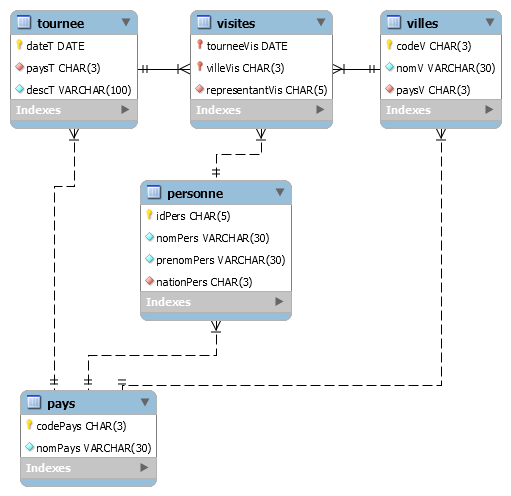 tournee
dateT DATE
paysT CHAR(3)
descT VARCHAR(100)
Indexes
visites
tourneeVis DATE
villeVis CHAR(3)
representantVis CHAR(5)
Indexes
villes
codeV CHAR(3)
nomV VARCHAR(30)
paysV CHAR(3)
Indexes
personne
idPers CHAR(5)
nomPers VARCHAR(30)
prenomPers VARCHAR(30)
nationPers CHAR(3)
Indexes
pays
codePays CHAR(3)
nomPays VARCHAR(30)
Indexes